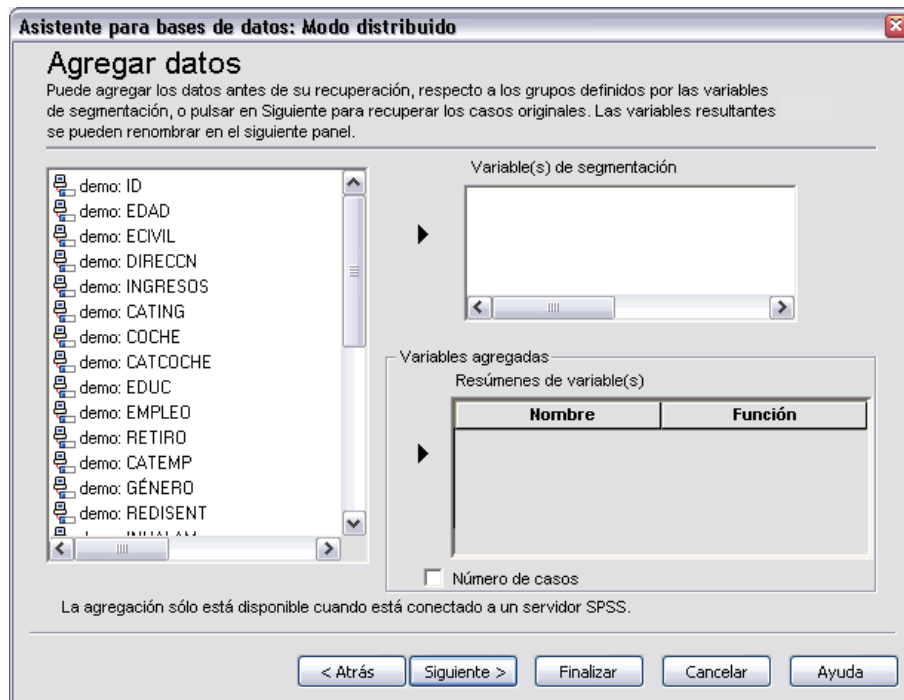 Asistente para bases de datos: Modo distribuido
Agregar datos
Puede agregar los datos antes de su recuperación, respecto a los grupos definidos por las variables
de segmentación, o pulsar en Siguiente para recuperar los casos originales. Las variables resultantes
se pueden renombrar en el siguiente panel.
demo: ID
demo: EDAD
demo: ECIVIL
demo: DIRECCN
demo: INGRESOS
demo: CATING
demo: COCHE
demo: CATCOCHE
demo: EDUC
demo: EMPLEO
demo: RETIRO
demo: CATEMP
demo: GÉNERO
demo: REDISENT
Variable(s) de segmentación
Variables agregadas
Resúmenes de variable(s)
Nombre Función
Número de casos
La agregación sólo está disponible cuando está conectado a un servidor SPSS.
< Atrás Siguiente > Finalizar Cancelar Ayuda